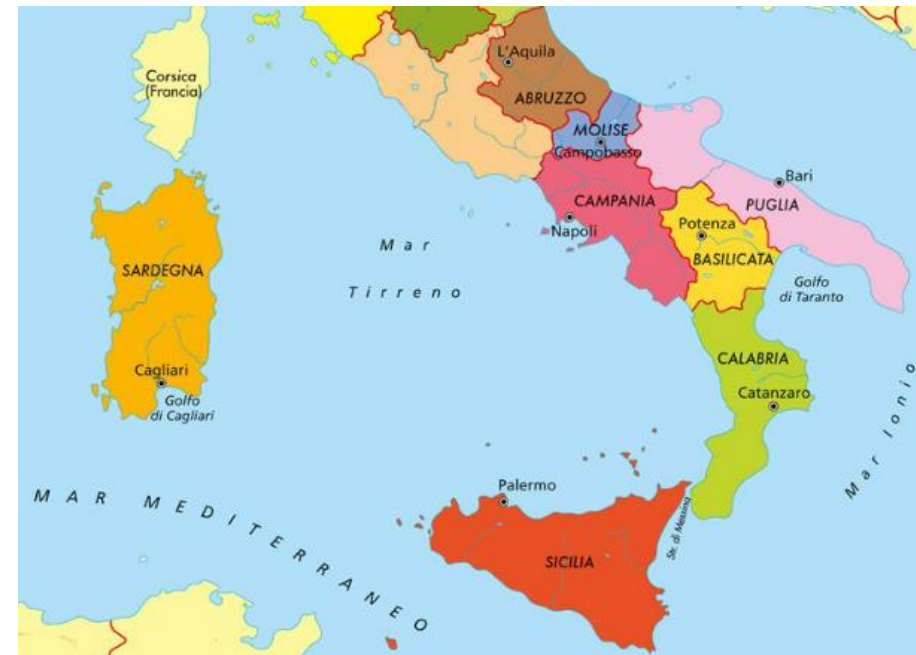 L'Aquila
Corsica
(Francia)
ABRUZZO
MOLISE
Campobasso
Bari
CAMPANIA
PUGLIA
Napoli
Potenza
Mar
Tirreno
BASILICATA
SARDEGNA
Golfo
di Taranto
CALABRIA
Cagliari
Catanzaro
Golfo
di Cagliari
Mar Ionio
Palermo
MAR MEDITERRANEO
Str. di Messina
SICILIA